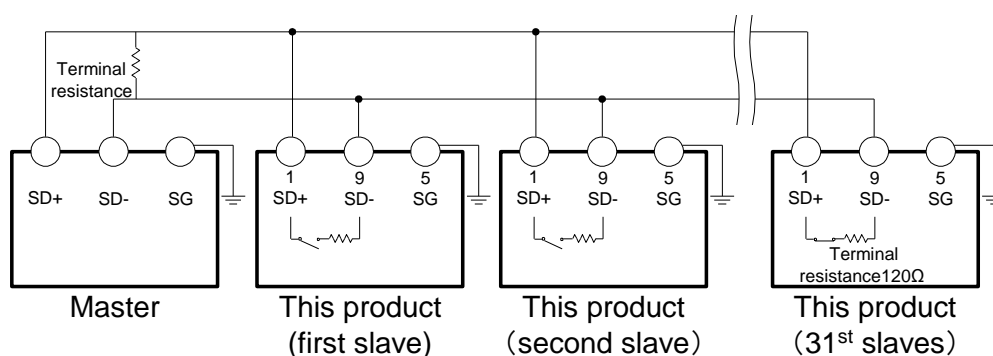 Terminal
resistance
1 9 5 1 9 5 1 9 5
SD+ SD- SG SD+ SD- SG SD+ SD- SG SD+ SD- SG
Terminal
resistance120Ω
Master
This product
(first slave)
This product
（second slave）
This product
（31st slaves）